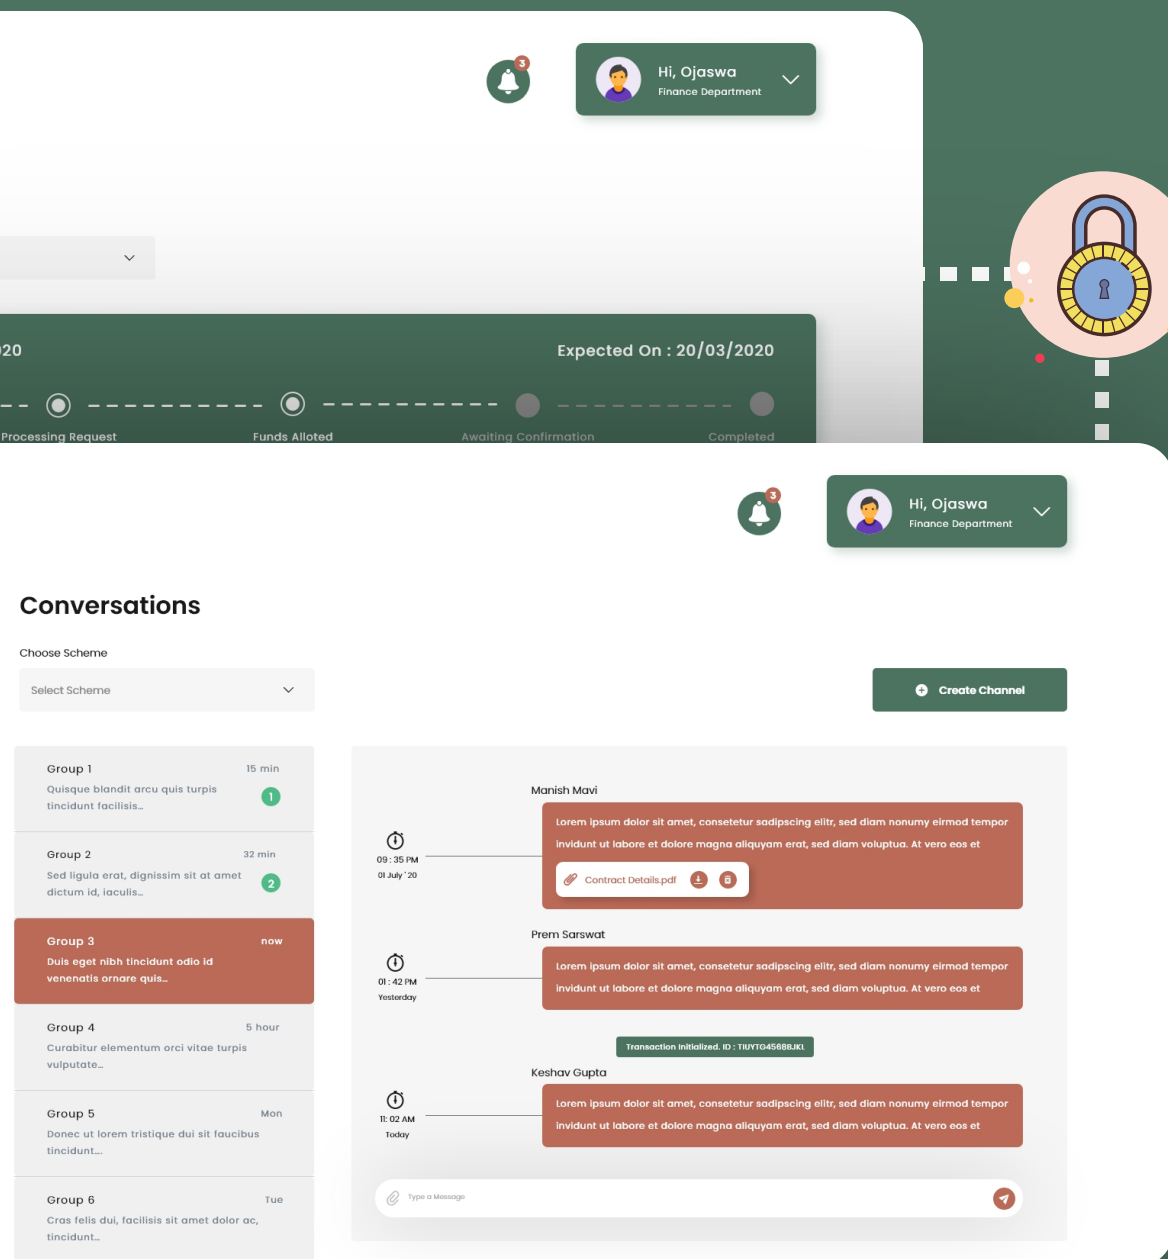 3
Hi, Ojaswa
Finance Department
Expected On : 20/03/2020
Processing Request
Funds Alloted
Awaiting Confirmation
Completed
3
Hi, Ojaswa
Finance Department
Conversations
Choose Scheme
Select Scheme
Create Channel
Group 1
15 min
Quisque blandit arcu quis turpis
1
tincidunt facilisis...
Group 2
32 min
Sed ligula erat, dignissim sit at amet
2
dictum id, iaculis...
Group 3
now
Duis eget nibh tincidunt odio id
venenatis ornare quis...
Group 4
5 hour
Curabitur elementum orci vitae turpis
vulputate...
Group 5
Mon
Donec ut lorem tristique dui sit faucibus
tincidunt...
Group 6
Tue
Cras felis dui, facilisis sit amet dolor ac,
tincidunt...
Manish Mavi
Lorem ipsum dolor sit amet, consetetur sadipscing elitr, sed diam nonumy eirmod tempor
invidunt ut labore et dolore magna aliquyam erat, sed diam voluptua. At vero eos et
09 : 35 PM
01 July ' 20
Contract Details.pdf
Prem Sarswat
Lorem ipsum dolor sit amet, consetetur sadipscing elitr, sed diam nonumy eirmod tempor
invidunt ut labore et dolore magna aliquyam erat, sed diam voluptua. At vero eos et
01 : 42 PM
Yesterday
Transaction Initialized. ID : TIUYTG456BBJKL
Keshav Gupta
Lorem ipsum dolor sit amet, consetetur sadipscing elitr, sed diam nonumy eirmod tempor
invidunt ut labore et dolore magna aliquyam erat, sed diam voluptua. At vero eos et
11: 02 AM
Today
Type a Message